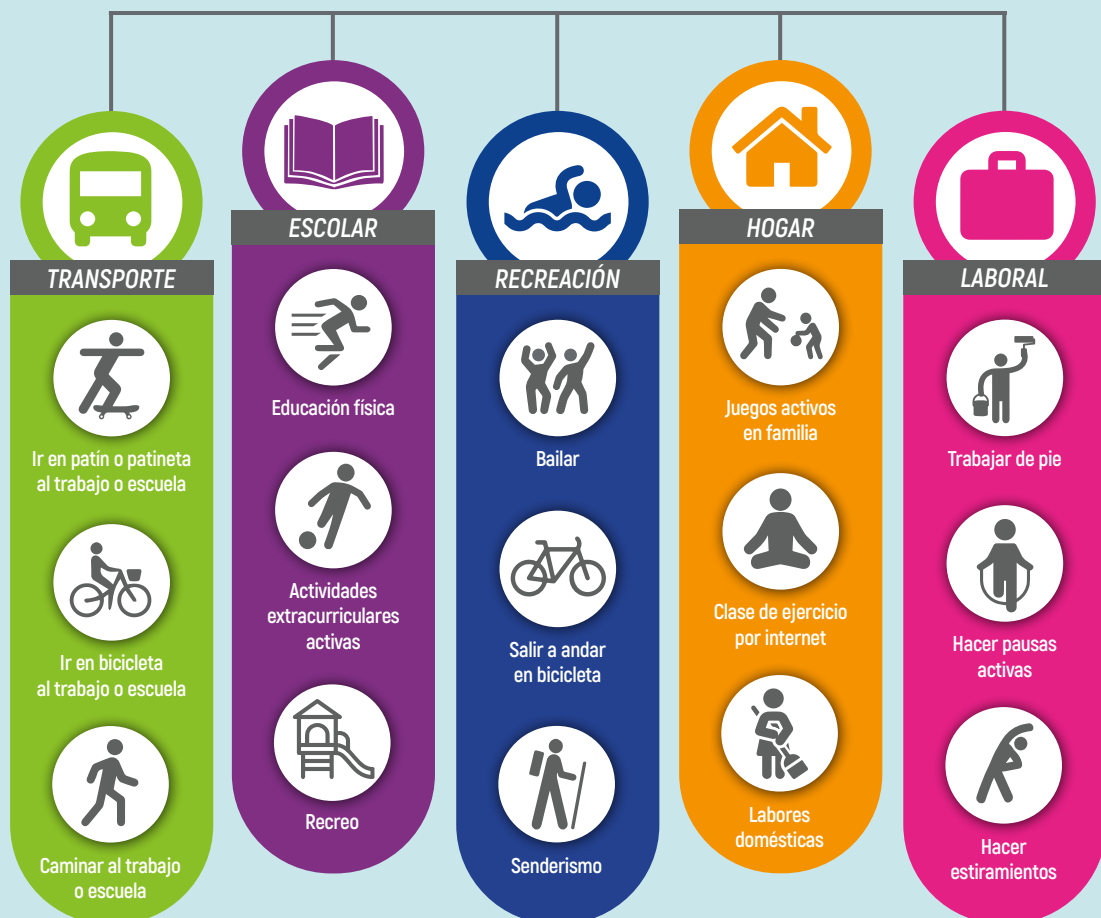 TRANSPORTE
Ir en patín o patineta
al trabajo o escuela
Ir en bicicleta
al trabajo o escuela
Caminar al trabajo
o escuela
ESCOLAR
Educación física
Actividades
extracurriculares
activas
Recreo
RECREACIÓN
Bailar
Salir a andar
en bicicleta
Senderismo
HOGAR
Juegos activos
en familia
Clase de ejercicio
por internet
Labores
domésticas
LABORAL
Trabajar de pie
Hacer pausas
activas
Hacer
estiramientos